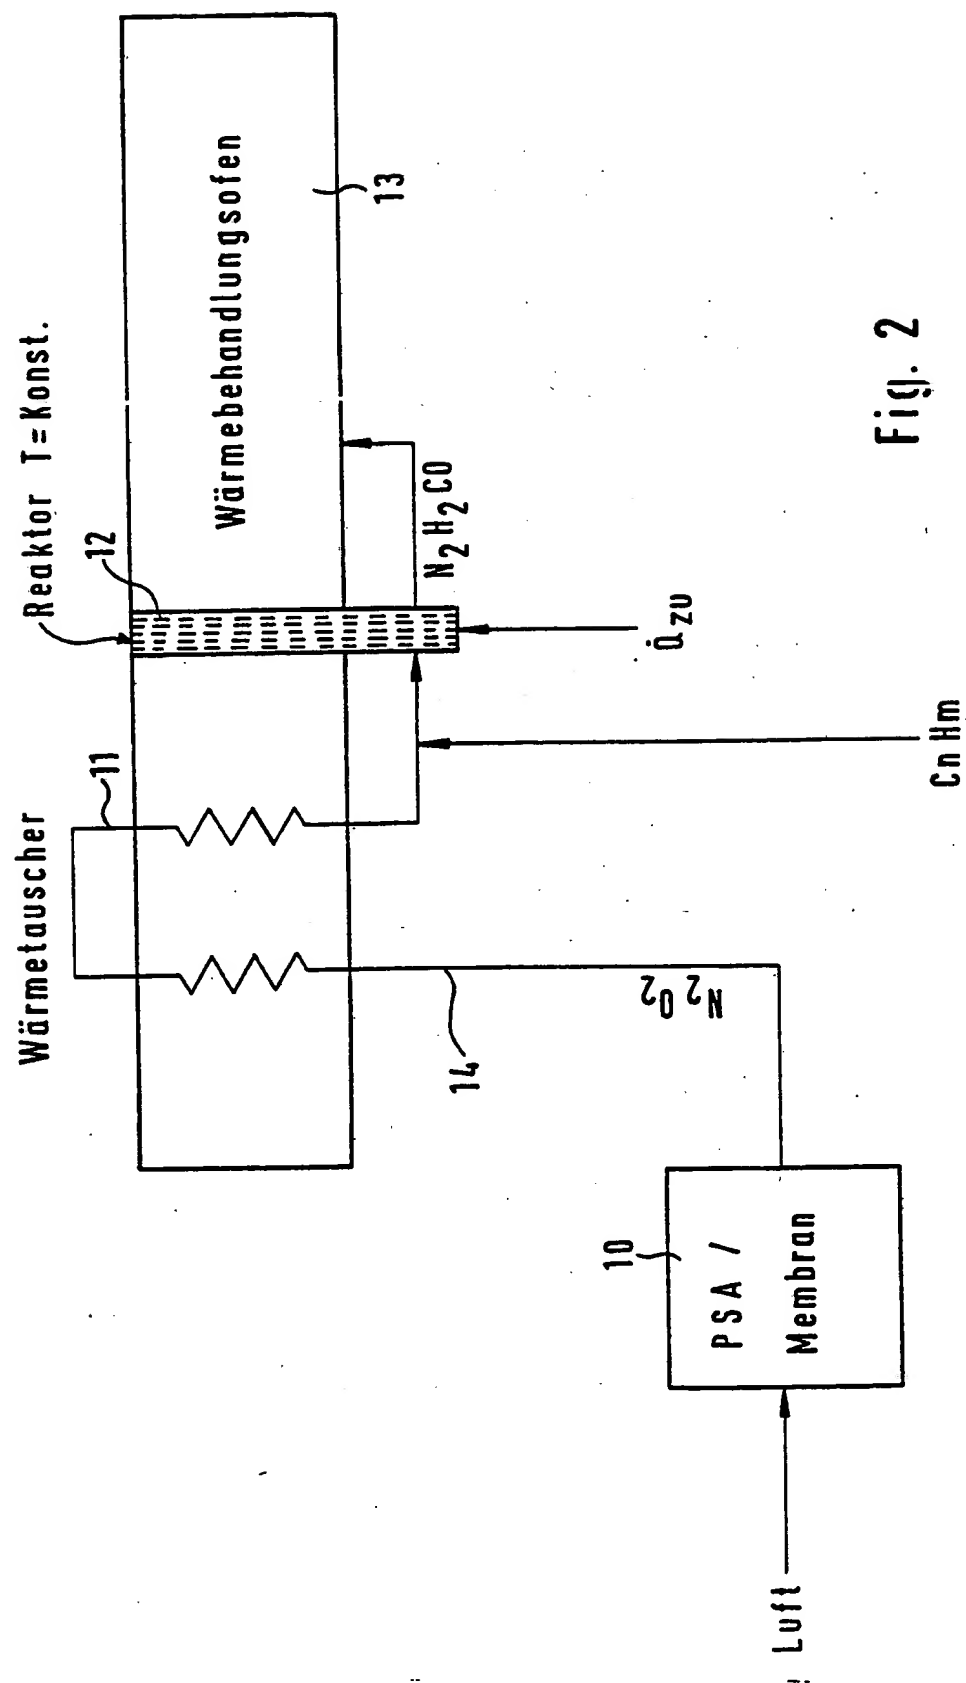 Wärmetauscher
Reaktor T=Konst.
11
12
Wärmebehandlungsofen
13
14
N2O2
N2H2CO
Q̇zu
CnHm
10
PSA /
Membran
Luft
Fig. 2